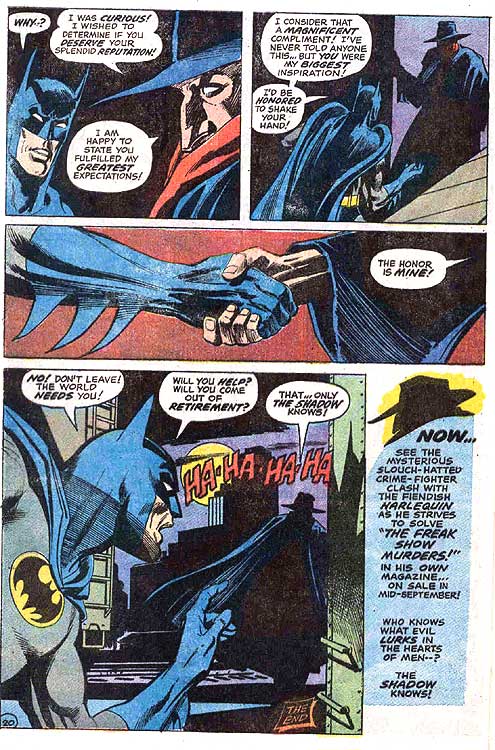 WHY--?
I WAS CURIOUS!
I WISHED TO
DETERMINE IF YOU
DESERVE YOUR
SPLENDID REPUTATION!
I AM
HAPPY TO
STATE YOU
FULFILLED MY
GREATEST
EXPECTATIONS!
I CONSIDER THAT
A MAGNIFICENT
COMPLIMENT! I'VE
NEVER TOLD ANYONE
THIS... BUT YOU WERE
MY BIGGEST
INSPIRATION!
I'D BE
HONORED
TO SHAKE
YOUR
HAND!
THE HONOR
IS MINE!
NO! DON'T LEAVE!
THE WORLD
NEEDS YOU!
WILL YOU HELP?
WILL YOU COME
OUT OF
RETIREMENT?
THAT... ONLY
THE SHADOW
KNOWS!
HA-HA HA-HA
THE
END
20
NOW...
SEE THE
MYSTERIOUS
SLOUCH-HATTED
CRIME-FIGHTER
CLASH WITH
THE FIENDISH
HARLEQUIN
AS HE STRIVES
TO SOLVE
"THE FREAK
SHOW
MURDERS!"
IN HIS OWN
MAGAZINE...
ON SALE IN
MID-SEPTEMBER!
WHO KNOWS
WHAT EVIL
LURKS IN
THE HEARTS
OF MEN--?
THE
SHADOW
KNOWS!